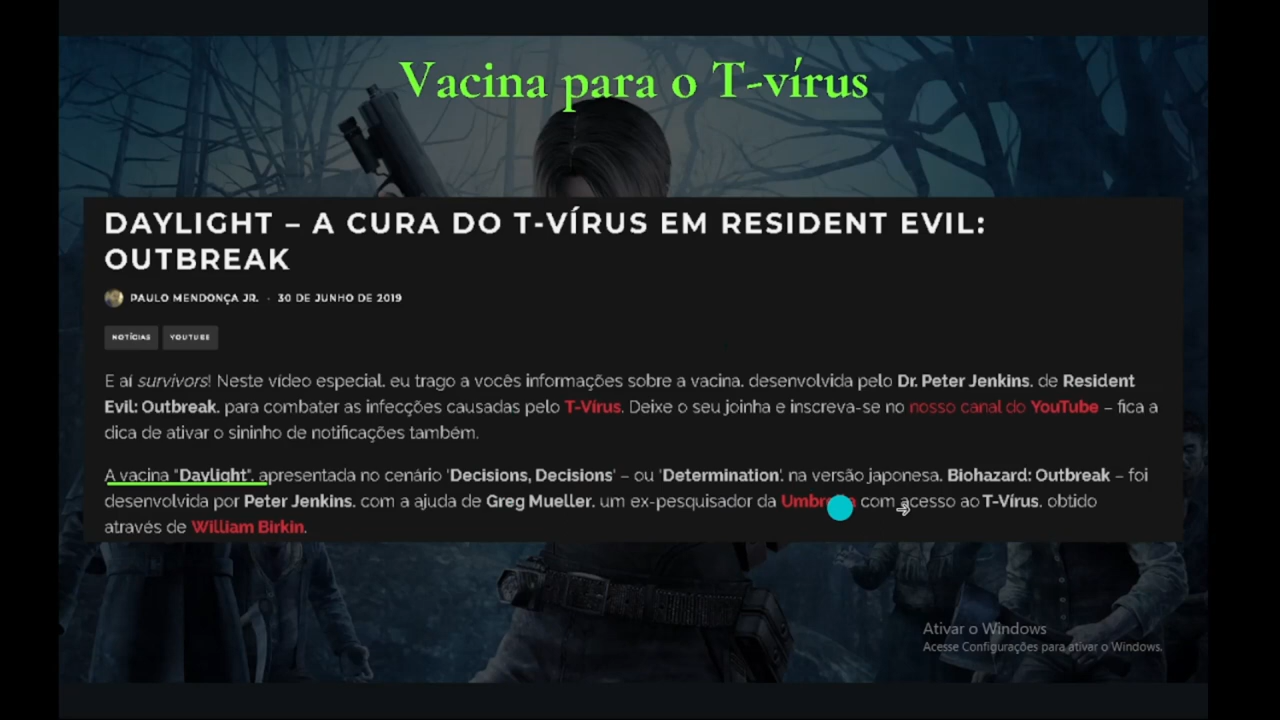 Vacina para o T-vírus
DAYLIGHT – A CURA DO T-VÍRUS EM RESIDENT EVIL:
OUTBREAK
PAULO MENDONÇA JR. · 30 DE JUNHO DE 2019
NOTÍCIAS YOUTUBE
E aí survivors! Neste vídeo especial, eu trago a vocês informações sobre a vacina, desenvolvida pelo Dr. Peter Jenkins, de Resident
Evil: Outbreak, para combater as infecções causadas pelo T-Vírus. Deixe o seu joinha e inscreva-se no nosso canal do YouTube – fica a
dica de ativar o sininho de notificações também.
A vacina "Daylight", apresentada no cenário 'Decisions, Decisions' – ou 'Determination', na versão japonesa, Biohazard: Outbreak – foi
desenvolvida por Peter Jenkins, com a ajuda de Greg Mueller, um ex-pesquisador da com acesso ao T-Vírus, obtido
através de William Birkin.
Ativar o Windows
Acesse Configurações para ativar o Windows.